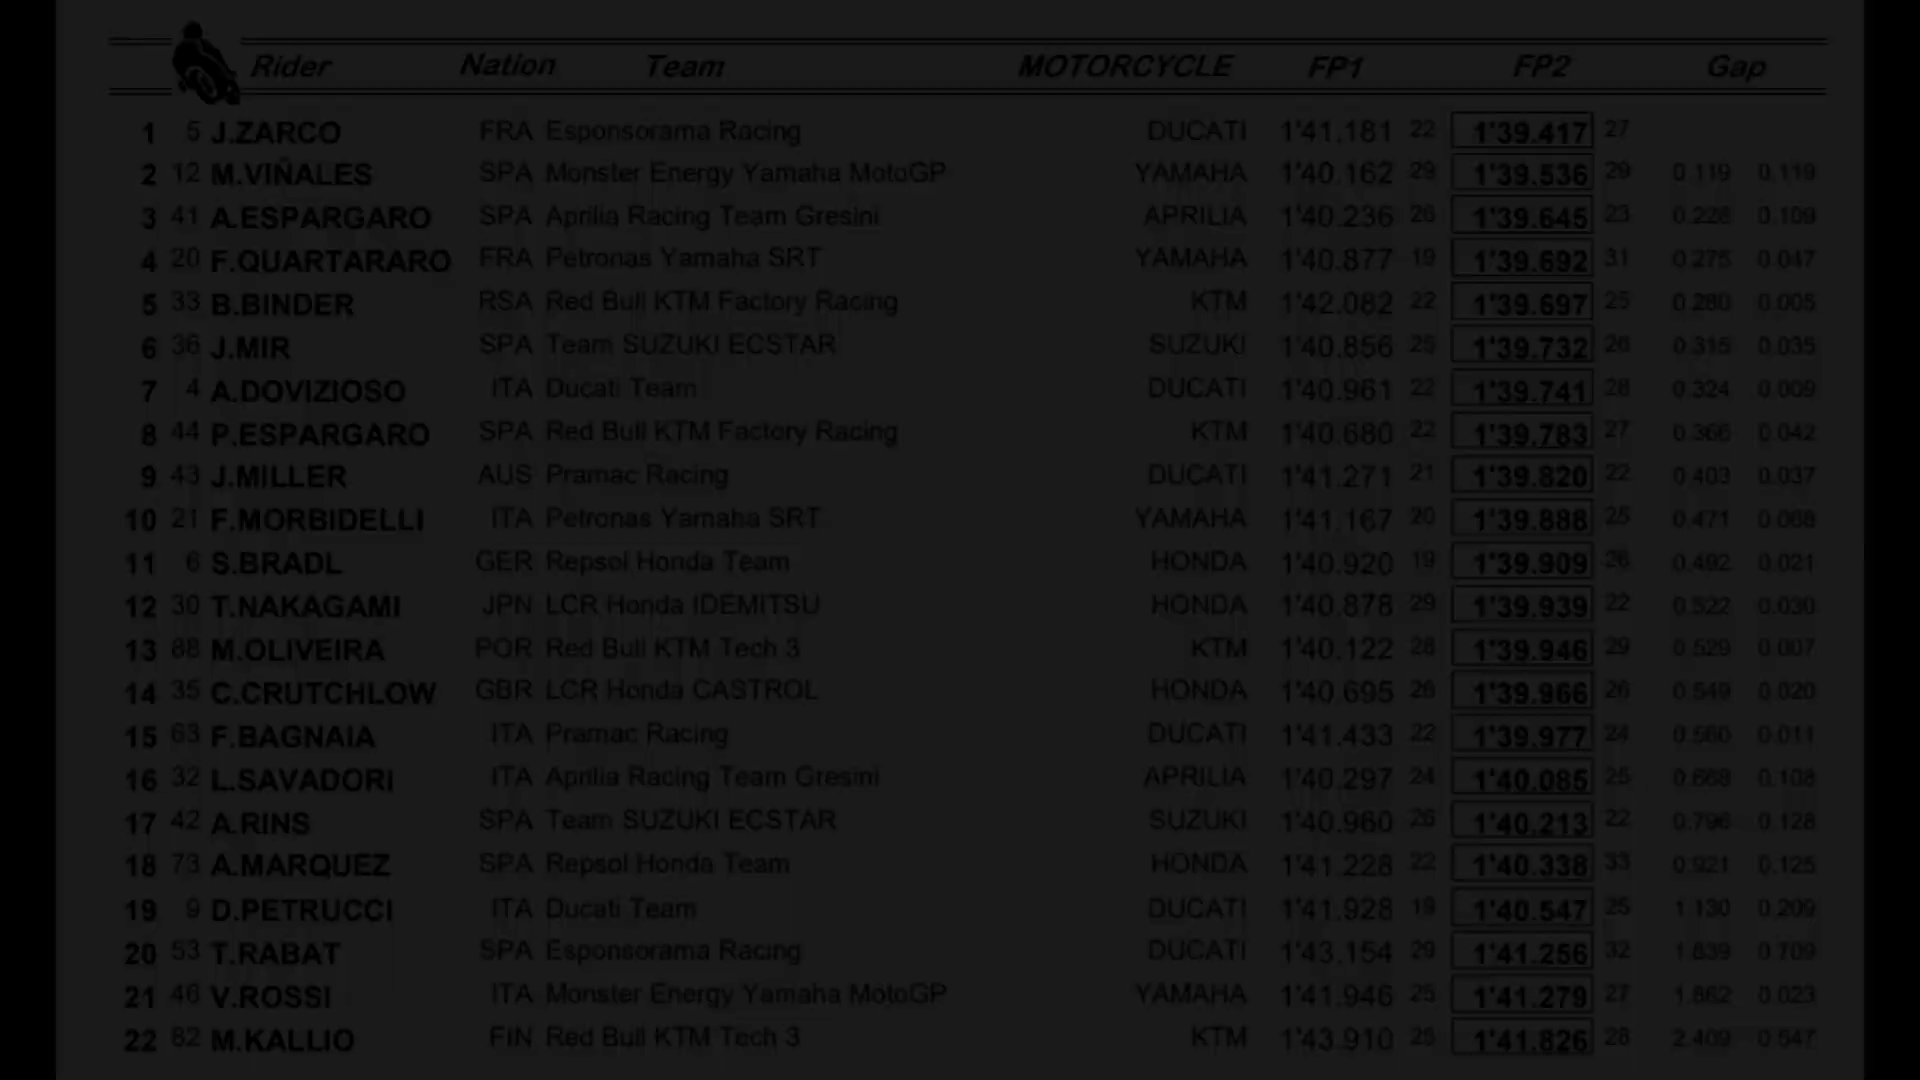 Rider Nation Team MOTORCYCLE FP1 FP2 Gap
1 5 J.ZARCO FRA Esponsorama Racing DUCATI 1'41.181 22 1'39.417 27
2 12 M.VIÑALES SPA Monster Energy Yamaha MotoGP YAMAHA 1'40.162 29 1'39.536 29 0.119 0.119
3 41 A.ESPARGARO SPA Aprilia Racing Team Gresini APRILIA 1'40.236 26 1'39.645 23 0.228 0.109
4 20 F.QUARTARARO FRA Petronas Yamaha SRT YAMAHA 1'40.877 19 1'39.692 31 0.275 0.047
5 33 B.BINDER RSA Red Bull KTM Factory Racing KTM 1'42.082 22 1'39.697 25 0.280 0.005
6 36 J.MIR SPA Team SUZUKI ECSTAR SUZUKI 1'40.856 25 1'39.732 26 0.315 0.035
7 4 A.DOVIZIOSO ITA Ducati Team DUCATI 1'40.961 22 1'39.741 28 0.324 0.009
8 44 P.ESPARGARO SPA Red Bull KTM Factory Racing KTM 1'40.680 22 1'39.783 27 0.366 0.042
9 43 J.MILLER AUS Pramac Racing DUCATI 1'41.271 21 1'39.820 22 0.403 0.037
10 21 F.MORBIDELLI ITA Petronas Yamaha SRT YAMAHA 1'41.167 20 1'39.888 25 0.471 0.068
11 6 S.BRADL GER Repsol Honda Team HONDA 1'40.920 19 1'39.909 26 0.492 0.021
12 30 T.NAKAGAMI JPN LCR Honda IDEMITSU HONDA 1'40.878 29 1'39.939 22 0.522 0.030
13 88 M.OLIVEIRA POR Red Bull KTM Tech 3 KTM 1'40.122 28 1'39.946 29 0.529 0.007
14 35 C.CRUTCHLOW GBR LCR Honda CASTROL HONDA 1'40.695 26 1'39.966 26 0.549 0.020
15 63 F.BAGNAIA ITA Pramac Racing DUCATI 1'41.433 22 1'39.977 24 0.560 0.011
16 32 L.SAVADORI ITA Aprilia Racing Team Gresini APRILIA 1'40.297 24 1'40.085 25 0.668 0.108
17 42 A.RINS SPA Team SUZUKI ECSTAR SUZUKI 1'40.960 26 1'40.213 22 0.796 0.128
18 73 A.MARQUEZ SPA Repsol Honda Team HONDA 1'41.228 22 1'40.338 33 0.921 0.125
19 9 D.PETRUCCI ITA Ducati Team DUCATI 1'41.928 19 1'40.547 25 1.130 0.209
20 53 T.RABAT SPA Esponsorama Racing DUCATI 1'43.154 29 1'41.256 32 1.839 0.709
21 46 V.ROSSI ITA Monster Energy Yamaha MotoGP YAMAHA 1'41.946 25 1'41.279 27 1.862 0.023
22 82 M.KALLIO FIN Red Bull KTM Tech 3 KTM 1'43.910 25 1'41.826 28 2.409 0.547